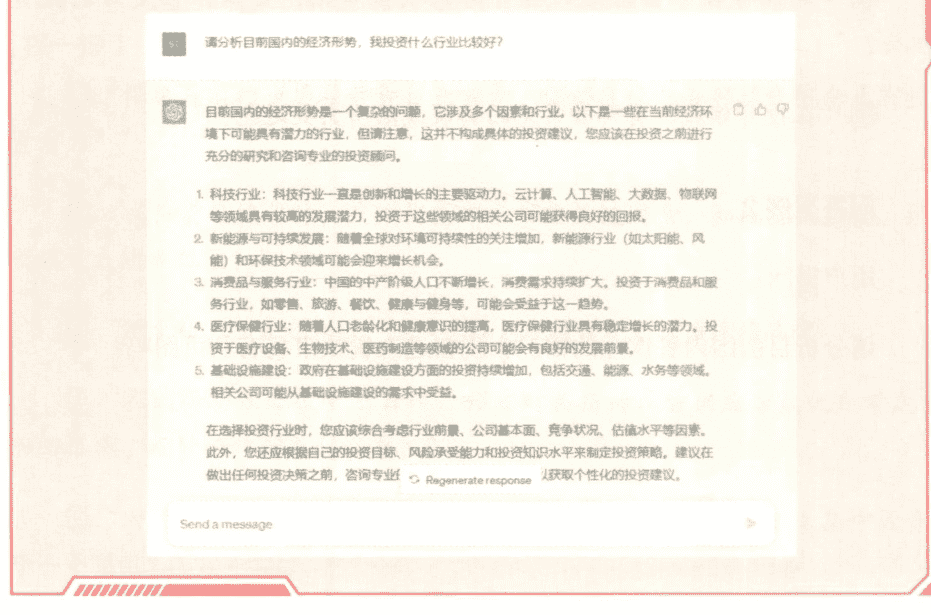 请分析目前国内的经济形势，我投资什么行业比较好？
目前国内的经济形势是一个复杂的问题，它涉及多个因素和行业。以下是一些在当前经济环
境下可能具有潜力的行业，但请注意，这并不构成具体的投资建议，您应该在投资之前进行
充分的研究和咨询专业的投资顾问。
1. 科技行业：科技行业一直是创新和增长的主要驱动力。云计算、人工智能、大数据、物联网
等领域具有较高的发展潜力，投资于这些领域的相关公司可能获得良好的回报。
2. 新能源与可持续发展：随着全球对环境可持续性的关注增加，新能源行业（如太阳能、风
能）和环保技术领域可能会迎来增长机会。
3. 消费品与服务行业：中国的中产阶级人口不断增长，消费需求持续扩大。投资于消费品和服
务行业，如零售、旅游、餐饮、健康与健身等，可能会受益于这一趋势。
4. 医疗保健行业：随着人口老龄化和健康意识的提高，医疗保健行业具有稳定增长的潜力。投
资于医疗设备、生物技术、医药制造等领域的公司可能会有良好的发展前景。
5. 基础设施建设：政府在基础设施建设方面的投资持续增加，包括交通、能源、水务等领域。
相关公司可能从基础设施建设的需求中受益。
在选择投资行业时，您应该综合考虑行业前景、公司基本面、竞争状况、估值水平等因素。
此外，您还应根据自己的投资目标、风险承受能力和投资知识水平来制定投资策略。建议在
做出任何投资决策之前，咨询专业 Regenerate response 以获取个性化的投资建议。
Send a message